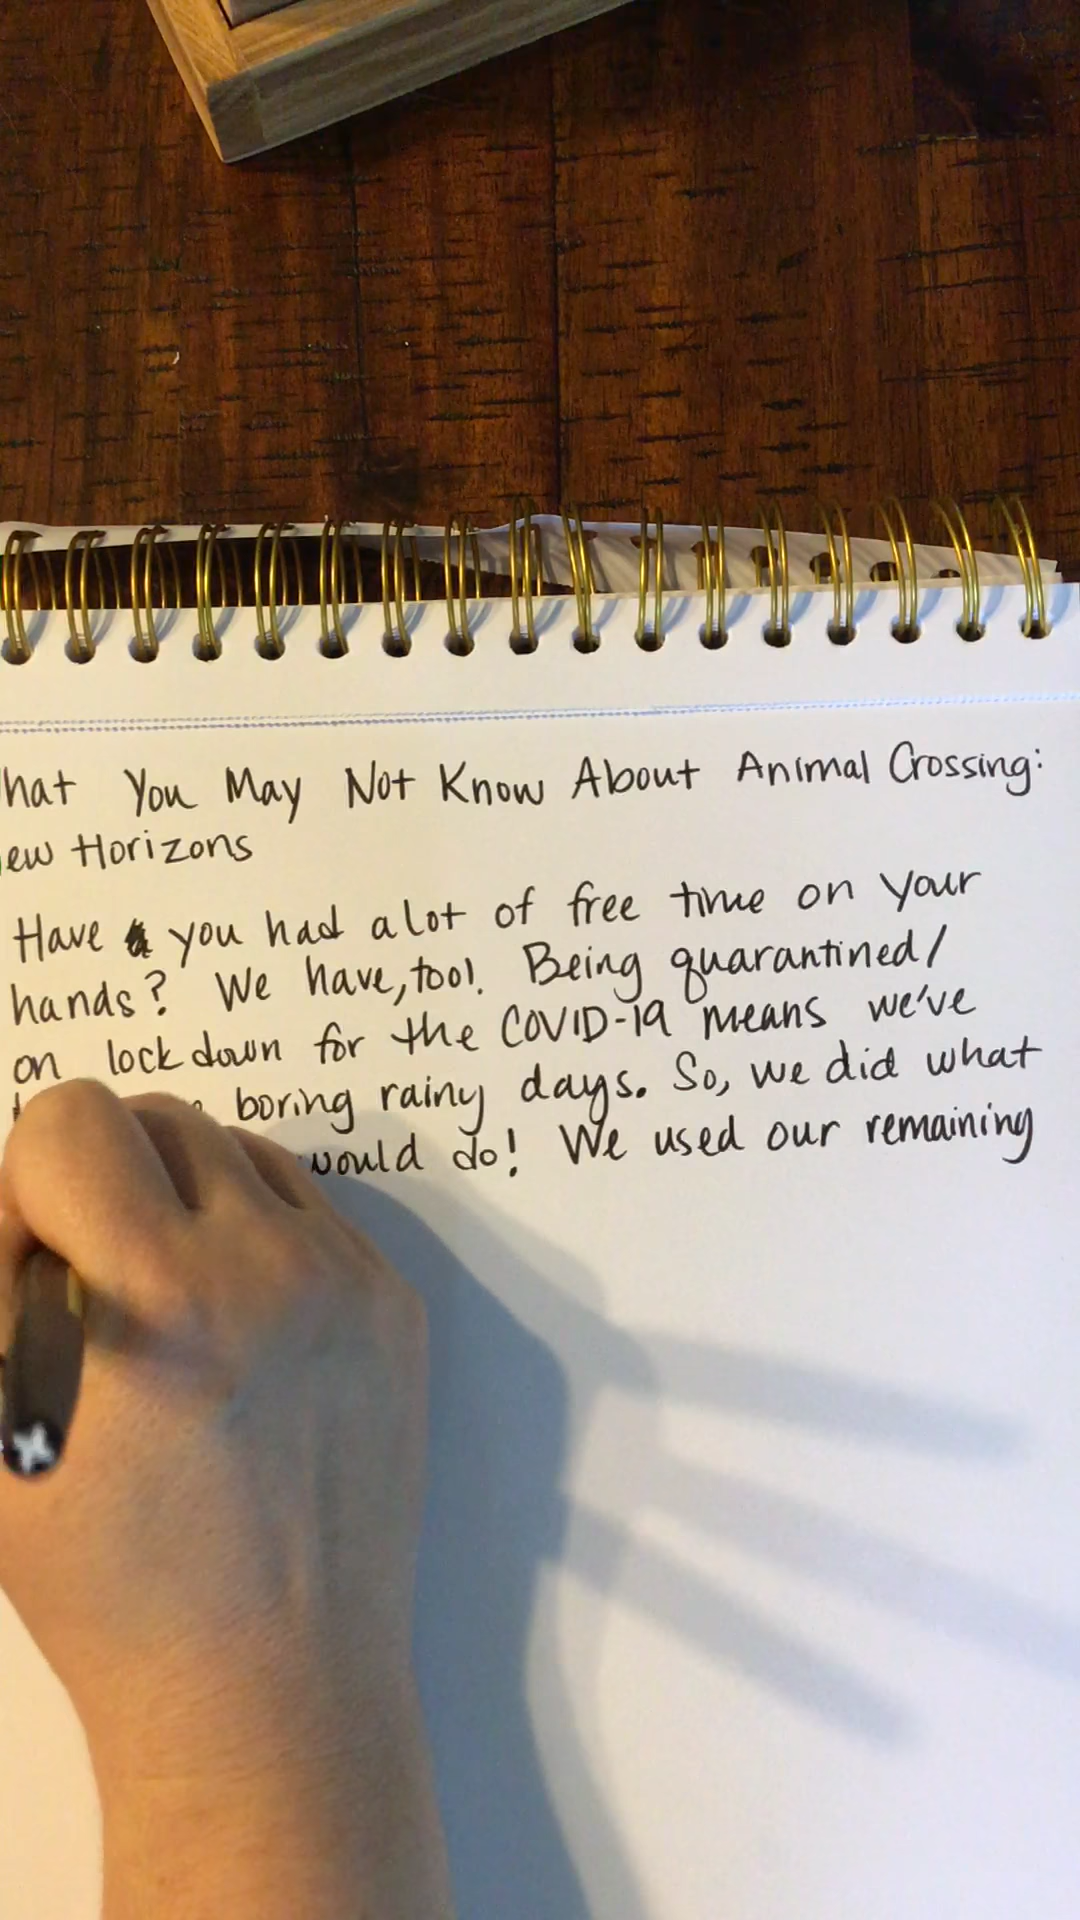 hat You May Not Know About Animal Crossing:
ew Horizons
Have you had a lot of free time on your
hands? We have, too! Being quarantined/
on lockdown for the COVID-19 means we've
boring rainy days. So, we did what
would do! We used our remaining